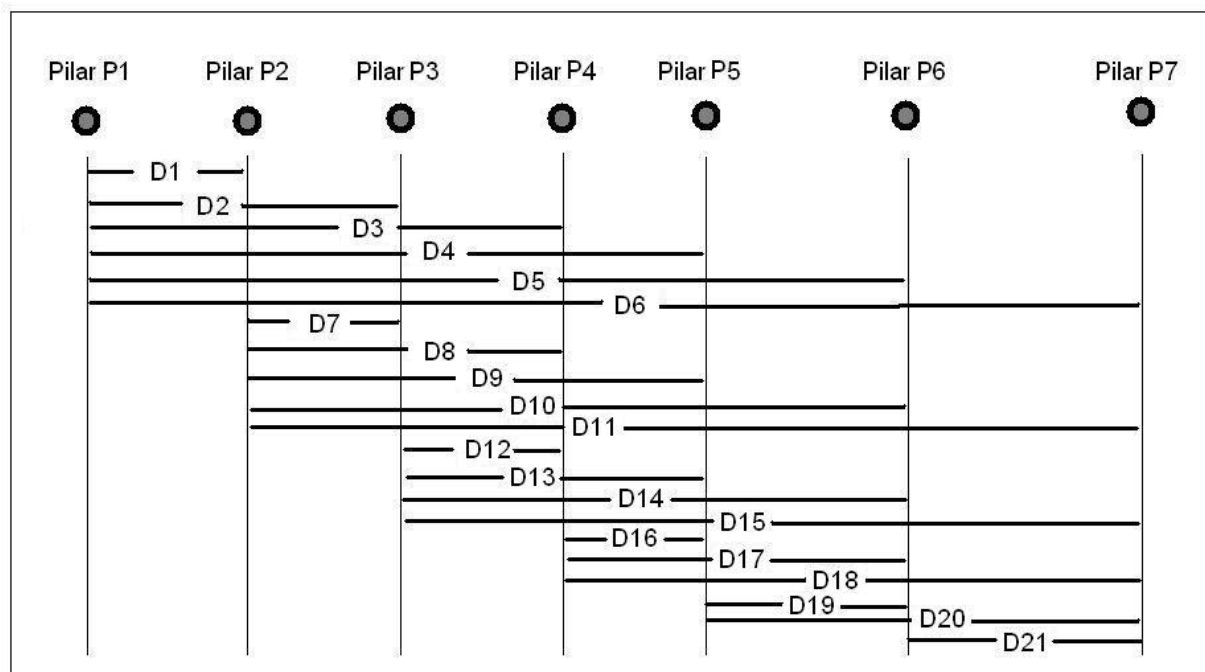 Pilar P1 Pilar P2 Pilar P3 Pilar P4 Pilar P5 Pilar P6 Pilar P7
D1
D2
D3
D4
D5
D6
D7
D8
D9
D10
D11
D12
D13
D14
D15
D16
D17
D18
D19
D20
D21